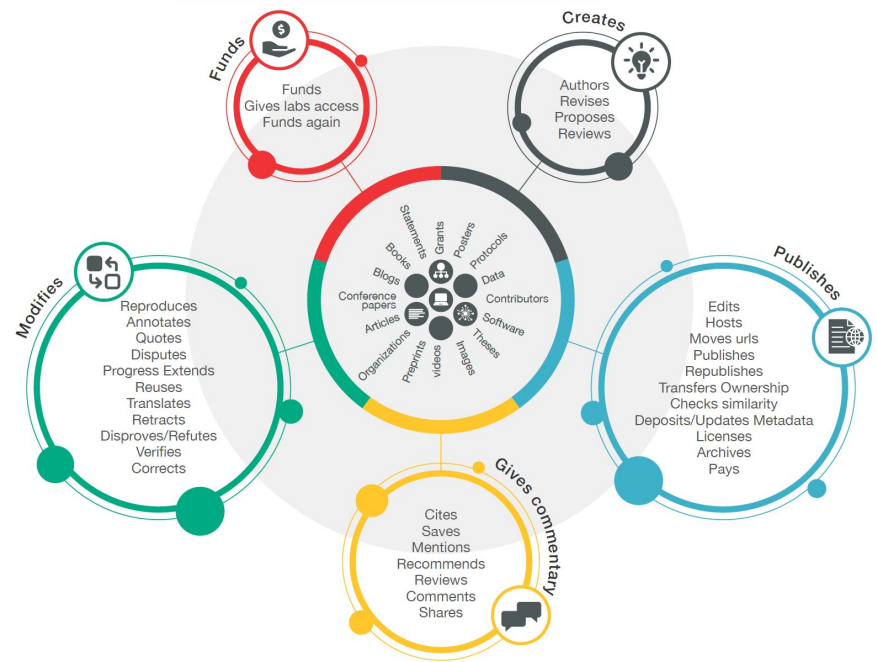 Funds
Funds
Gives labs access
Funds again
Creates
Authors
Revises
Proposes
Reviews
Statements
Grants
Posters
Protocols
Data
Contributors
Software
Theses
Images
videos
Preprints
Organizations
Articles
Conference
papers
Blogs
Books
Modifies
Reproduces
Annotates
Quotes
Disputes
Progress Extends
Reuses
Translates
Retracts
Disproves/Refutes
Verifies
Corrects
Publishes
Edits
Hosts
Moves urls
Publishes
Republishes
Transfers Ownership
Checks similarity
Deposits/Updates Metadata
Licenses
Archives
Pays
Gives commentary
Cites
Saves
Mentions
Recommends
Reviews
Comments
Shares
$